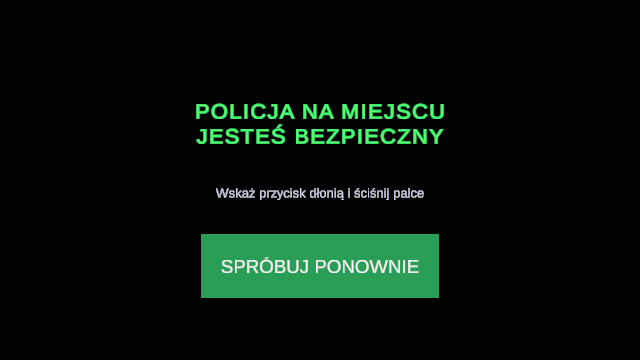 POLICJA NA MIEJSCU
JESTEŚ BEZPIECZNY
Wskaż przycisk dłonią i ściśnij palce
SPRÓBUJ PONOWNIE